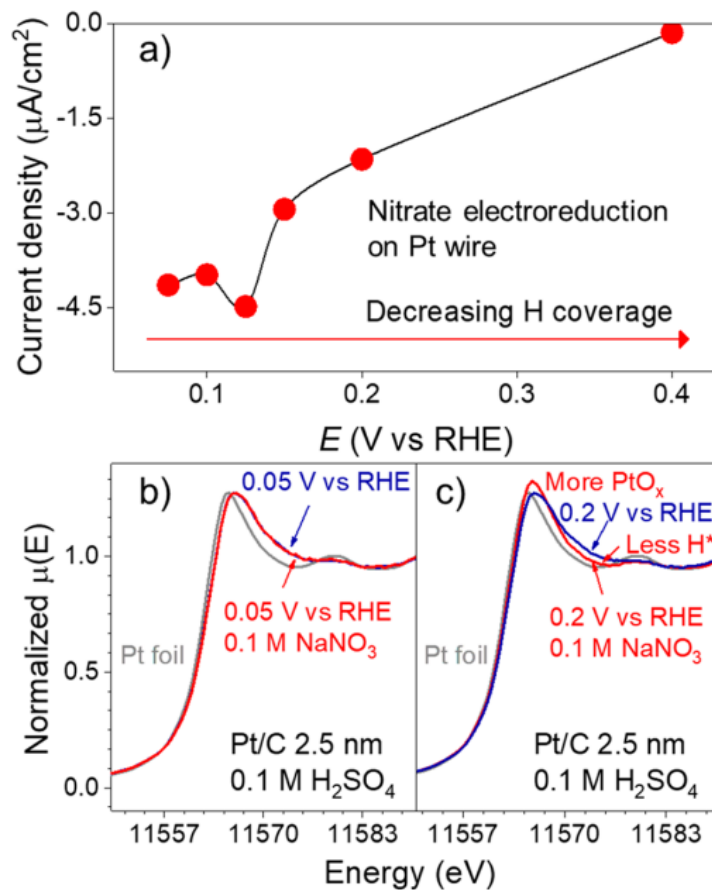 a)
0.0
-1.5
-3.0
-4.5
Current density (μA/cm²)
Nitrate electroreduction
on Pt wire
Decreasing H coverage
0.1
0.2
0.3
0.4
E (V vs RHE)
b)
0.05 V vs RHE
0.05 V vs RHE
0.1 M NaNO₃
Pt foil
Pt/C 2.5 nm
0.1 M H₂SO₄
c)
More PtOₓ
0.2 V vs RHE
Less H*
0.2 V vs RHE
0.1 M NaNO₃
Pt foil
Pt/C 2.5 nm
0.1 M H₂SO₄
1.0
0.5
0.0
Normalized μ(E)
11557
11570
11583
11557
11570
11583
Energy (eV)